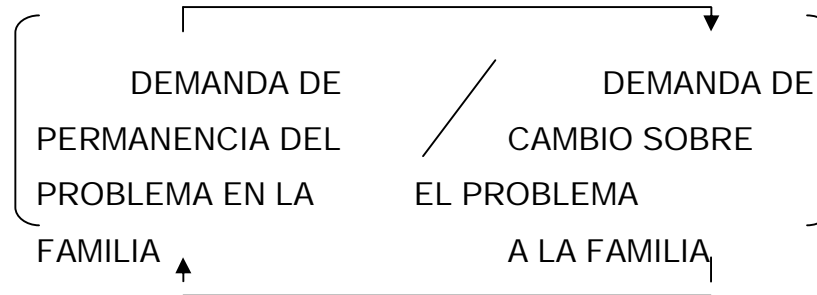 DEMANDA DE
PERMANENCIA DEL
PROBLEMA EN LA
FAMILIA
/
DEMANDA DE
CAMBIO SOBRE
EL PROBLEMA
A LA FAMILIA